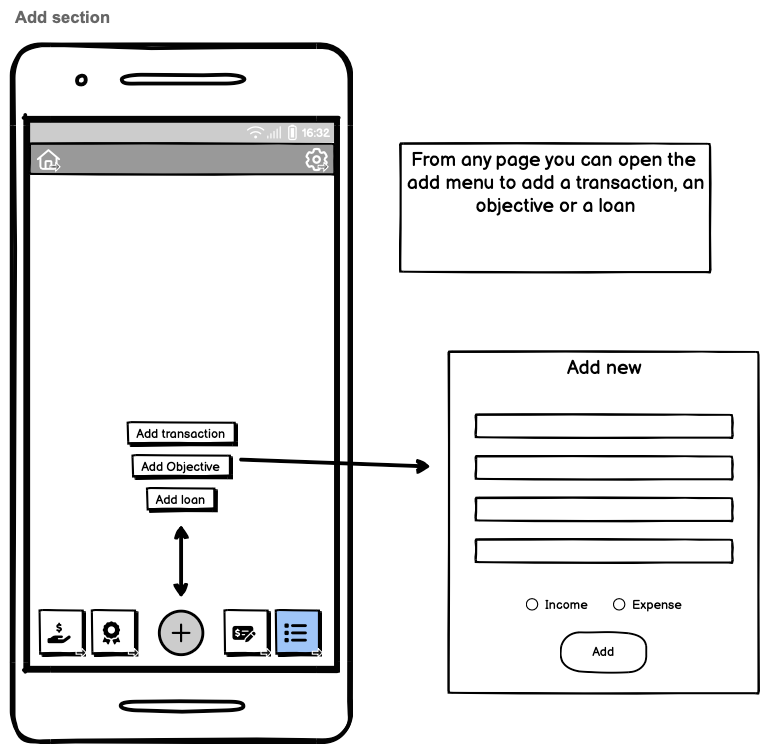 Add section
16:32
From any page you can open the
add menu to add a transaction, an
objective or a loan
Add new
Add transaction
Add Objective
Add loan
Income
Expense
Add
$
$